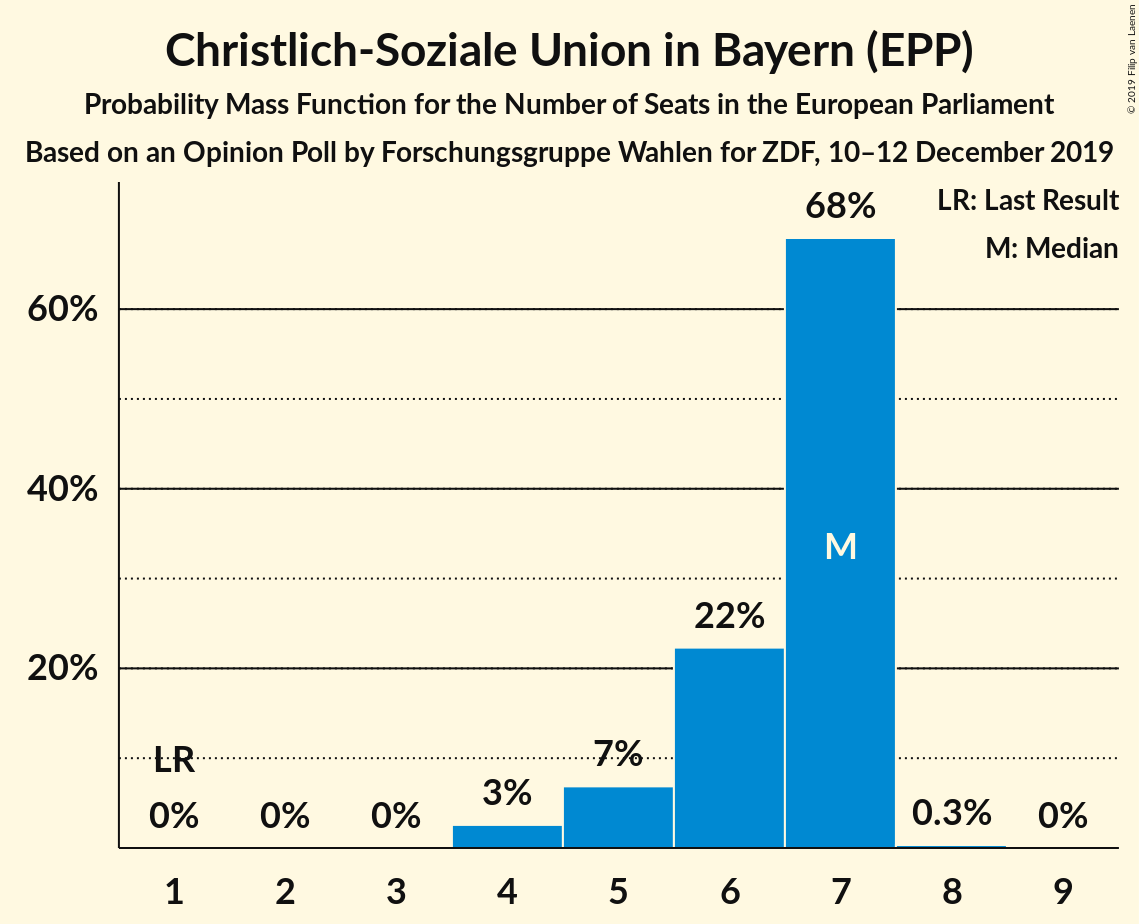 Christlich-Soziale Union in Bayern (EPP)
Probability Mass Function for the Number of Seats in the European Parliament
Based on an Opinion Poll by Forschungsgruppe Wahlen for ZDF, 10–12 December 2019
© 2019 Filip van Laenen
LR: Last Result
M: Median
60%
40%
20%
LR
0%
0%
0%
3%
7%
22%
68%
M
0.3%
0%
1 2 3 4 5 6 7 8 9